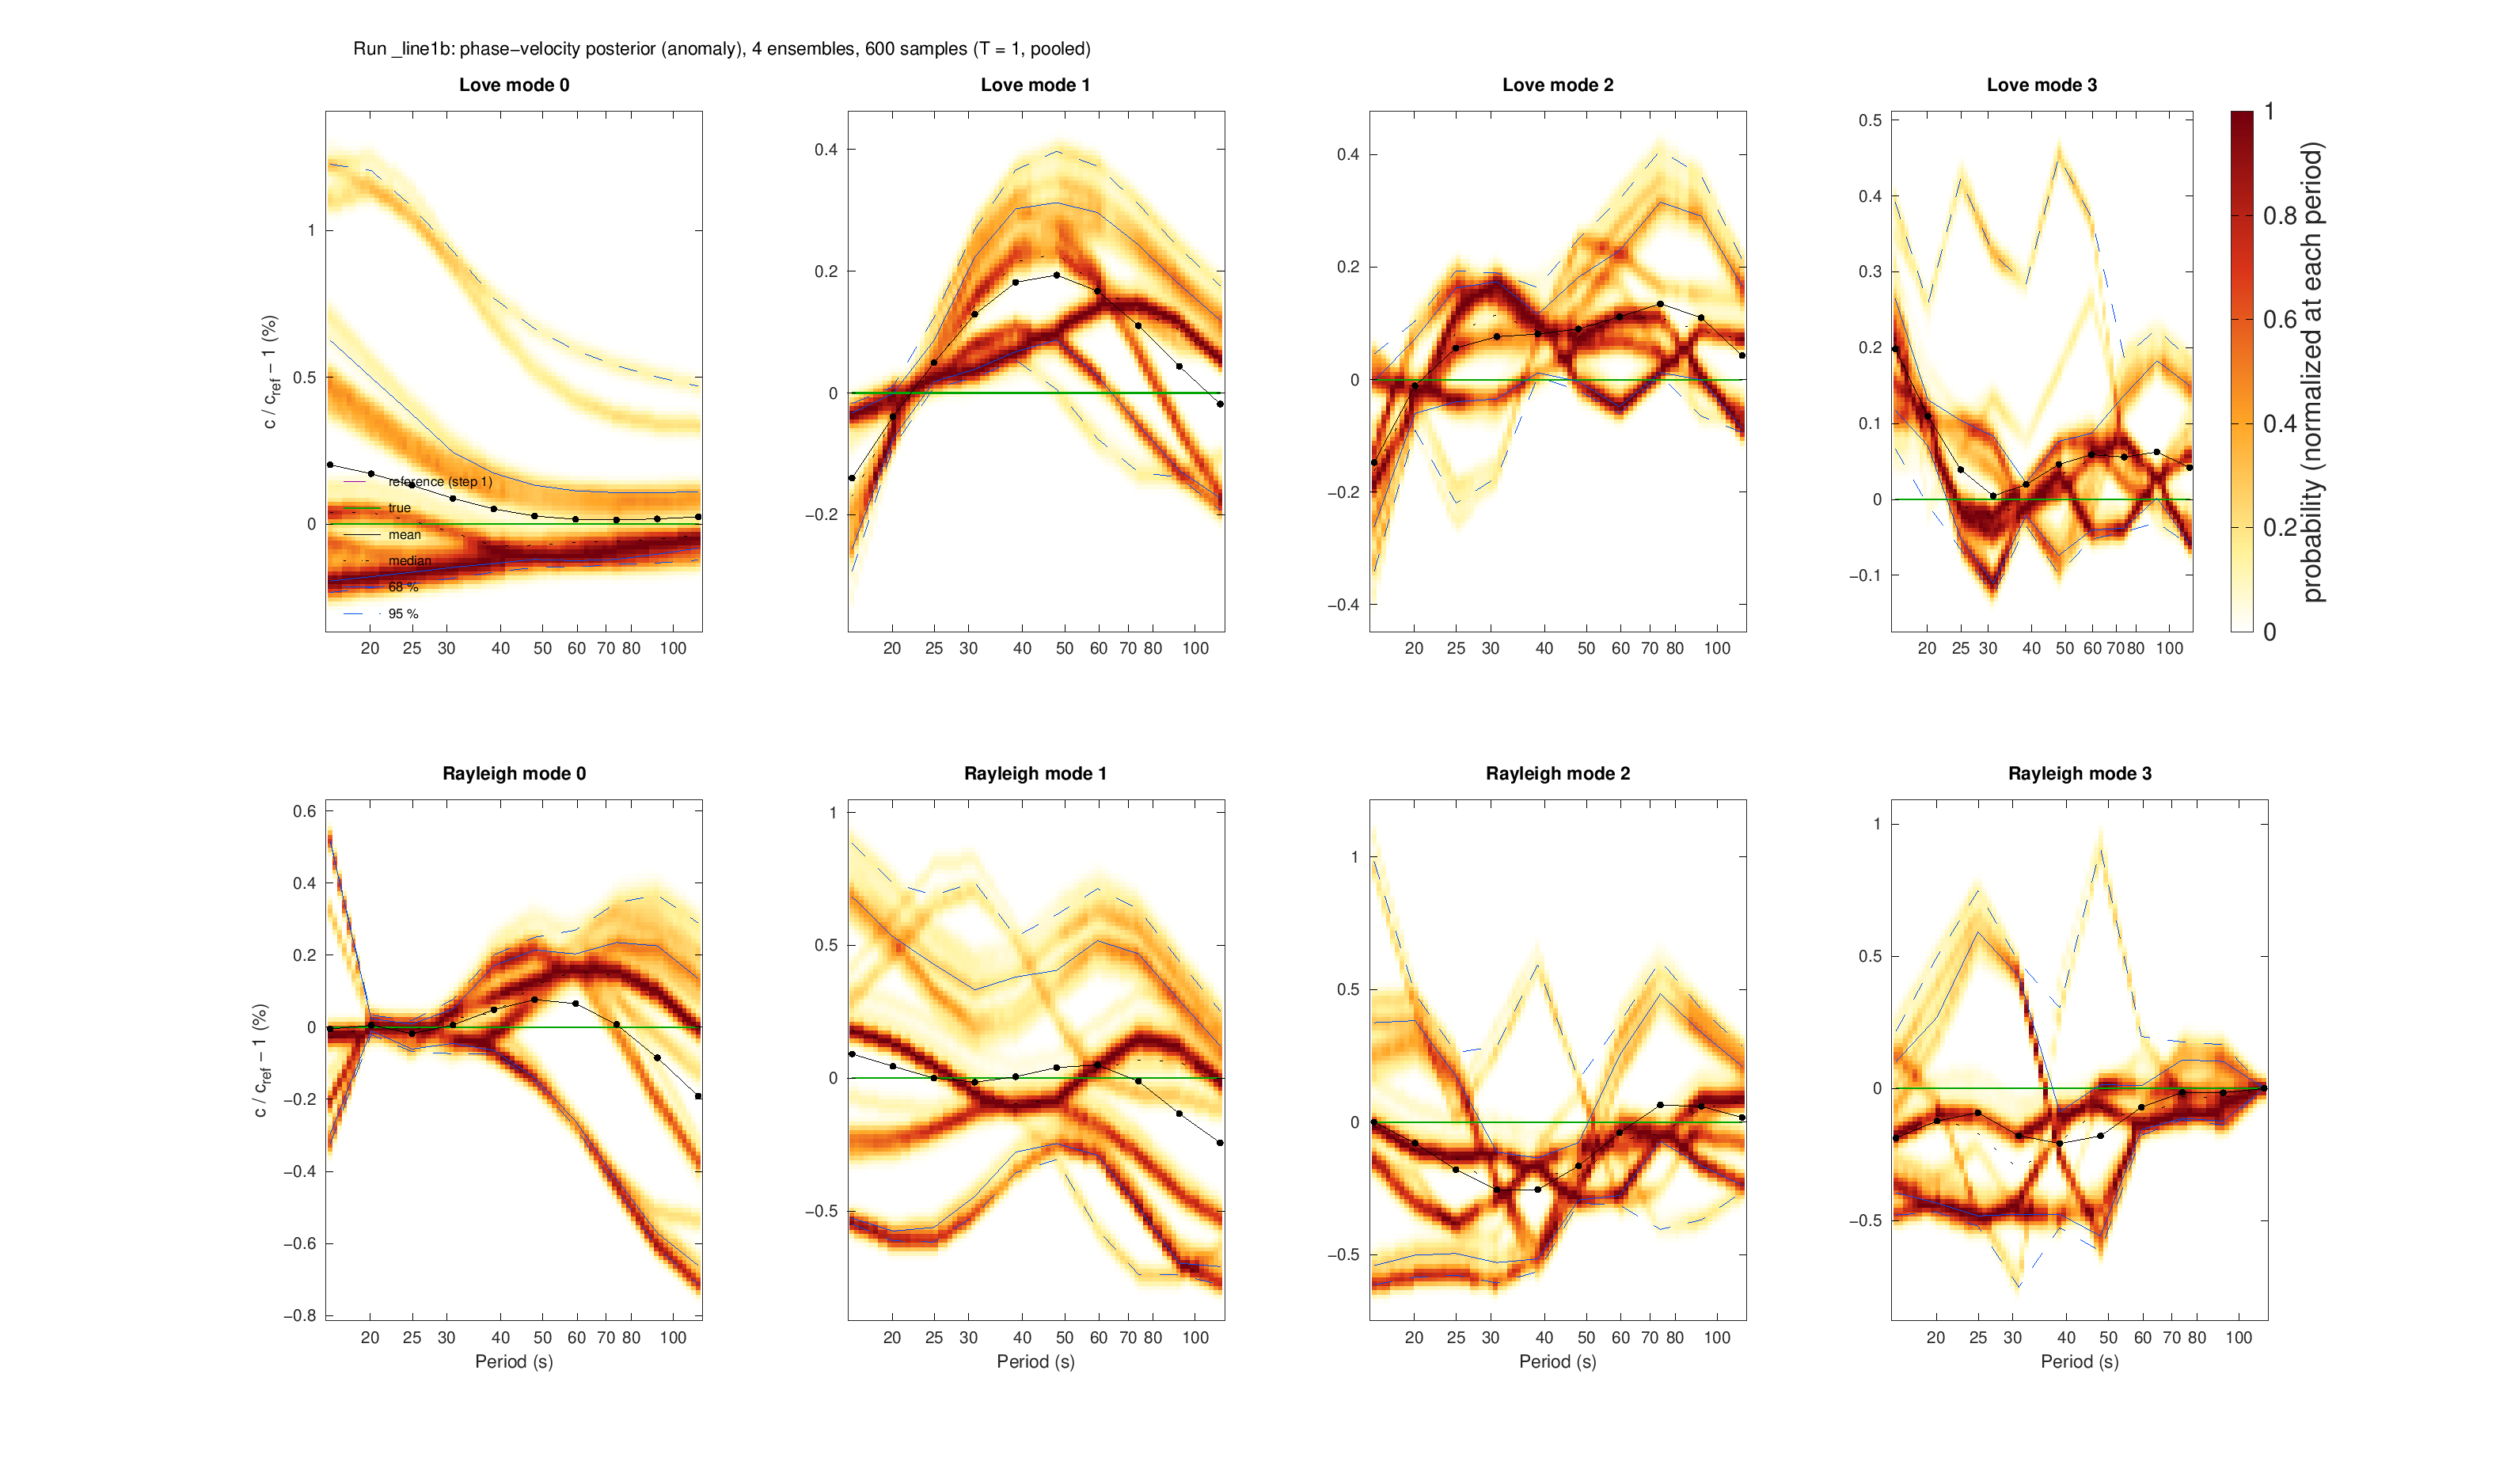 Run _line1b: phase−velocity posterior (anomaly), 4 ensembles, 600 samples (T = 1, pooled)
Love mode 0
Love mode 1
Love mode 2
Love mode 3
c / c_ref − 1 (%)
1
0.5
0
reference (step 1)
true
mean
median
68 %
95 %
20 25 30 40 50 60 70 80 100
0.4
0.2
0
−0.2
20 25 30 40 50 60 70 80 100
0.4
0.2
0
−0.2
−0.4
20 25 30 40 50 60 70 80 100
0.5
0.4
0.3
0.2
0.1
0
−0.1
20 25 30 40 50 60 70 80 100
1
0.8
0.6
0.4
0.2
0
probability (normalized at each period)
Rayleigh mode 0
Rayleigh mode 1
Rayleigh mode 2
Rayleigh mode 3
c / c_ref − 1 (%)
0.6
0.4
0.2
0
−0.2
−0.4
−0.6
−0.8
20 25 30 40 50 60 70 80 100
Period (s)
1
0.5
0
−0.5
20 25 30 40 50 60 70 80 100
Period (s)
1
0.5
0
−0.5
20 25 30 40 50 60 70 80 100
Period (s)
1
0.5
0
−0.5
20 25 30 40 50 60 70 80 100
Period (s)